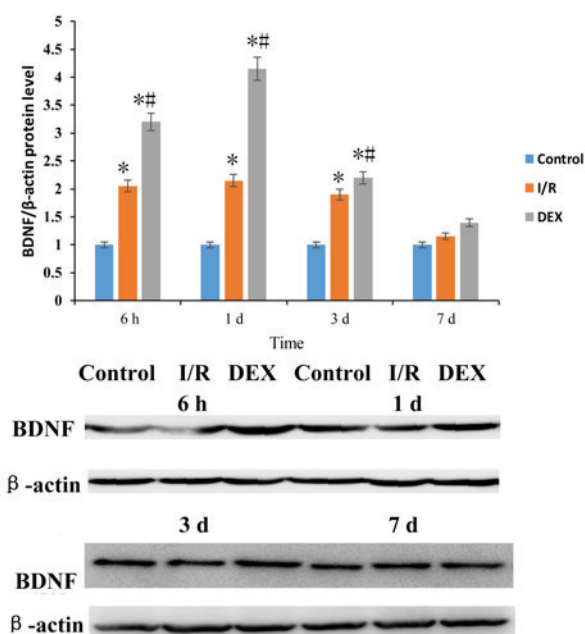 BDNF/β-actin protein level
5
4.5
4
3.5
3
2.5
2
1.5
1
0.5
0
*
*#
*
*#
*
*#
6 h
1 d
3 d
7 d
Time
Control
I/R
DEX
Control I/R DEX Control I/R DEX
6 h 1 d
BDNF
β-actin
3 d 7 d
BDNF
β-actin